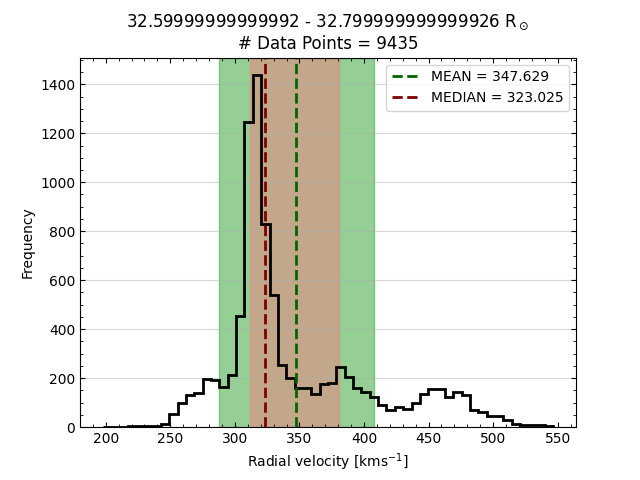 32.59999999999992 - 32.799999999999926 R⊙
# Data Points = 9435
MEAN = 347.629
MEDIAN = 323.025
Frequency
1400
1200
1000
800
600
400
200
0
200 250 300 350 400 450 500 550
Radial velocity [kms⁻¹]